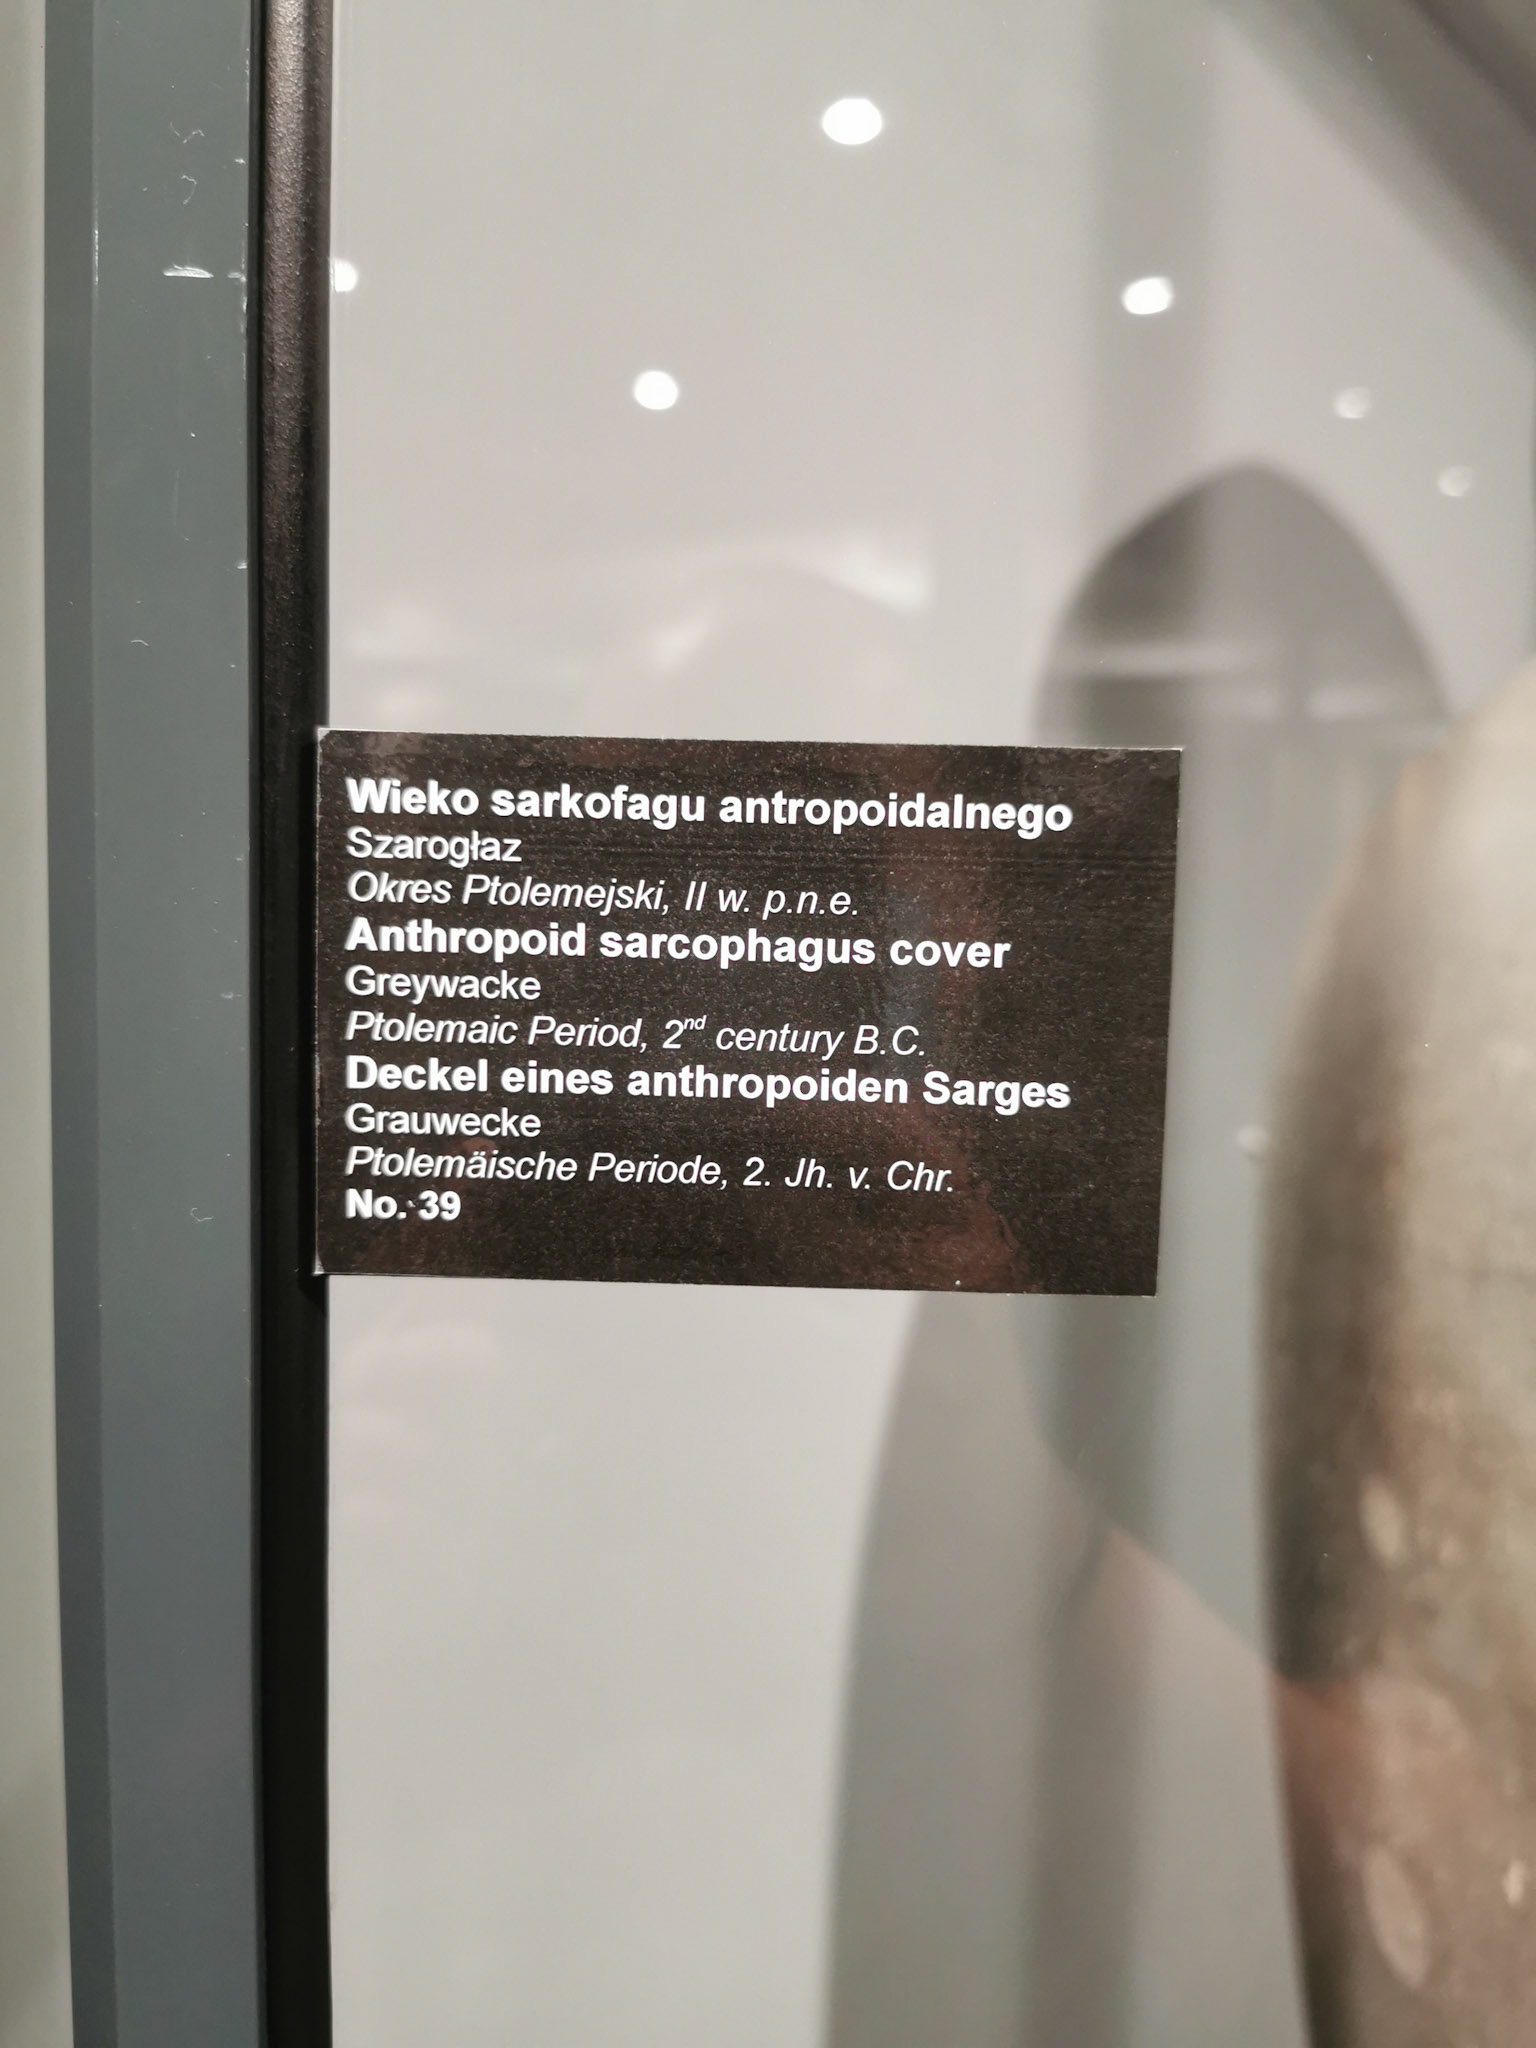 Wieko sarkofagu antropoidalnego
Szarogłaz
Okres Ptolemejski, II w. p.n.e.
Anthropoid sarcophagus cover
Greywacke
Ptolemaic Period, 2nd century B.C.
Deckel eines anthropoiden Sarges
Grauwecke
Ptolemäische Periode, 2. Jh. v. Chr.
No. 39